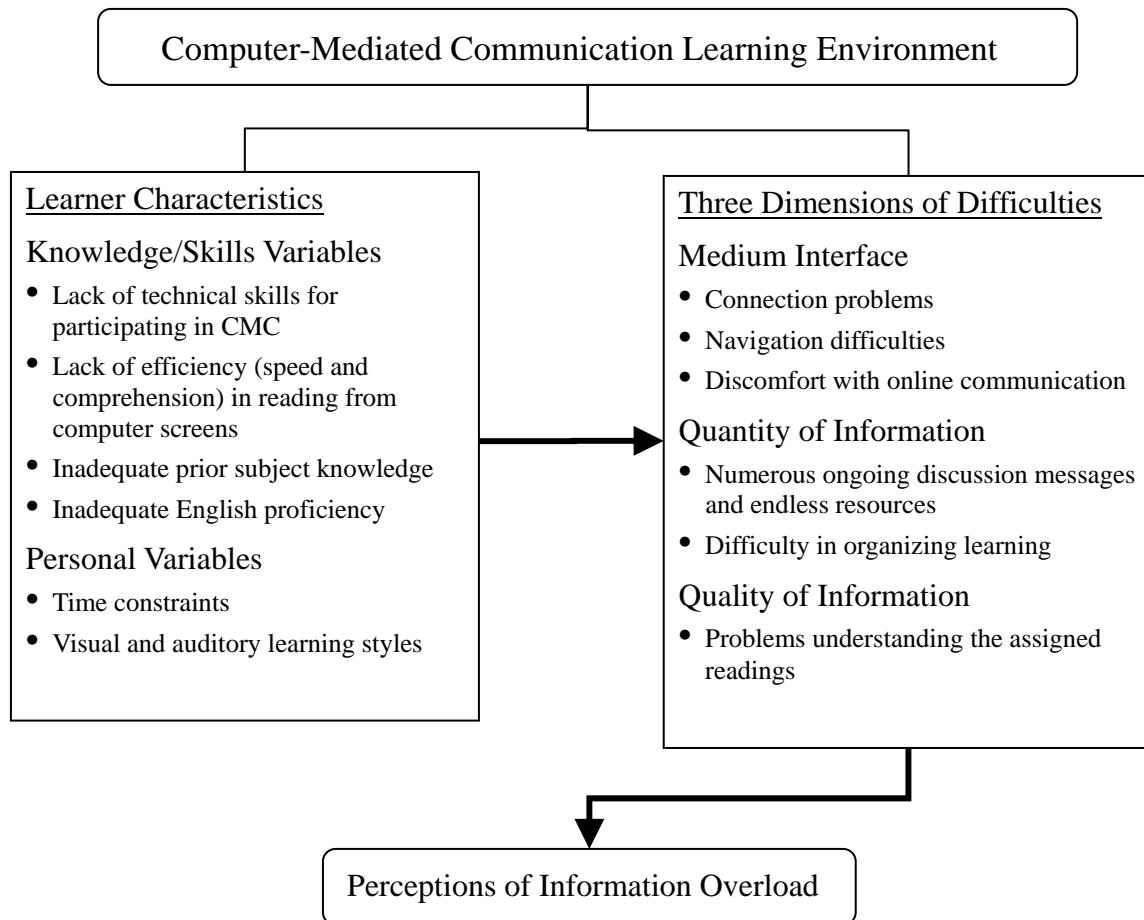 Computer-Mediated Communication Learning Environment
Learner Characteristics
Knowledge/Skills Variables
• Lack of technical skills for
participating in CMC
• Lack of efficiency (speed and
comprehension) in reading from
computer screens
• Inadequate prior subject knowledge
• Inadequate English proficiency
Personal Variables
• Time constraints
• Visual and auditory learning styles
Three Dimensions of Difficulties
Medium Interface
• Connection problems
• Navigation difficulties
• Discomfort with online communication
Quantity of Information
• Numerous ongoing discussion messages
and endless resources
• Difficulty in organizing learning
Quality of Information
• Problems understanding the assigned
readings
Perceptions of Information Overload